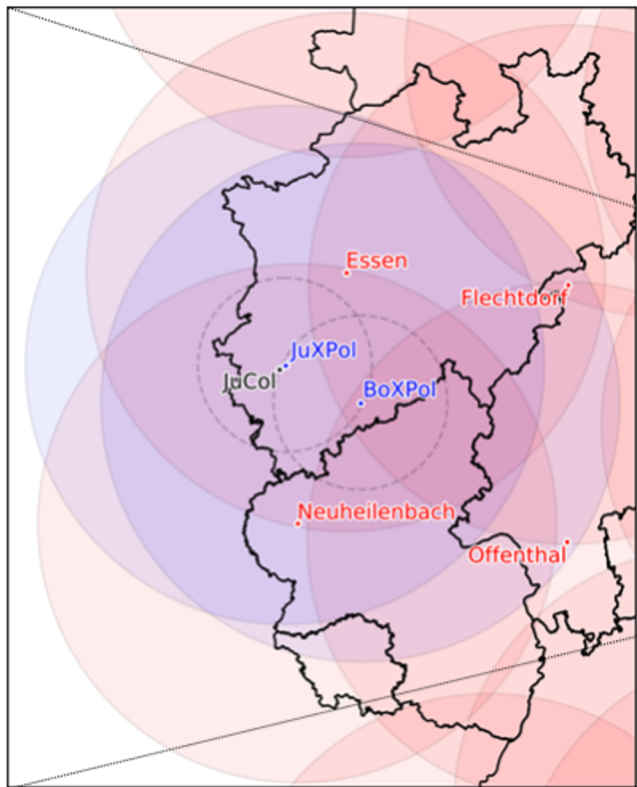 Essen
Flechtdorf
JuXPol
JuCol
BoXPol
Neuheilenbach
Offenthal